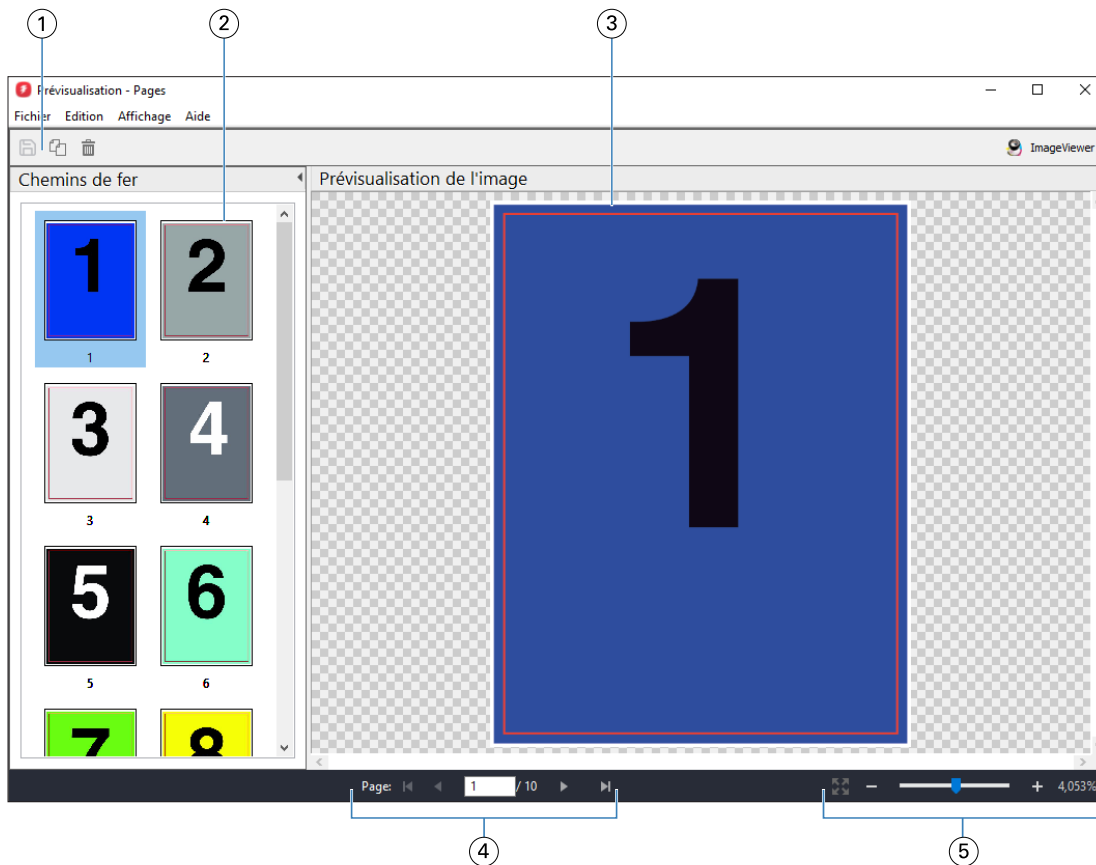 1 2 3
Prévisualisation - Pages
Fichier Edition Affichage Aide
ImageViewer
Chemins de fer
Prévisualisation de l'image
1 2
1 2
3 4
3 4
5 6
5 6
7 8
1
Page: 1 / 10
4,053%
4 5